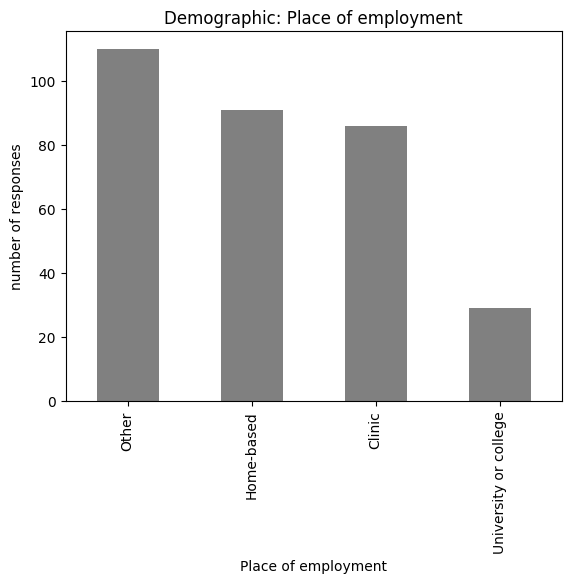 Demographic: Place of employment
number of responses
100
80
60
40
20
0
Other
Home-based
Clinic
University or college
Place of employment